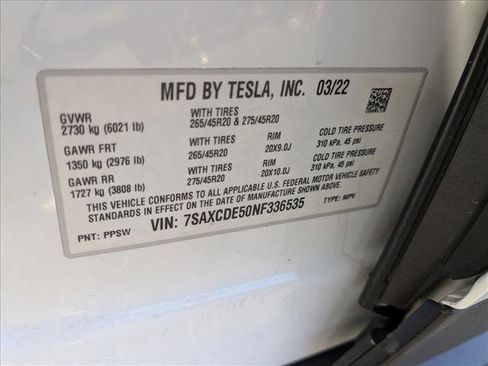 MFD BY TESLA, INC. 03/22
GVWR WITH TIRES
2730 kg (6021 lb) 265/45R20 & 275/45R20
GAWR FRT WITH TIRES RIM COLD TIRE PRESSURE
1350 kg (2976 lb) 265/45R20 20X9.0J 310 kPa, 45 psi
GAWR RR WITH TIRES RIM COLD TIRE PRESSURE
1727 kg (3808 lb) 275/45R20 20X10.0J 310 kPa, 45 psi
THIS VEHICLE CONFORMS TO ALL APPLICABLE U.S. FEDERAL MOTOR VEHICLE SAFETY
STANDARDS IN EFFECT ON THE DATE OF MANUFACTURE SHOWN ABOVE.
VIN: 7SAXCDE50NF336535
PNT: PPSW TYPE: MPV